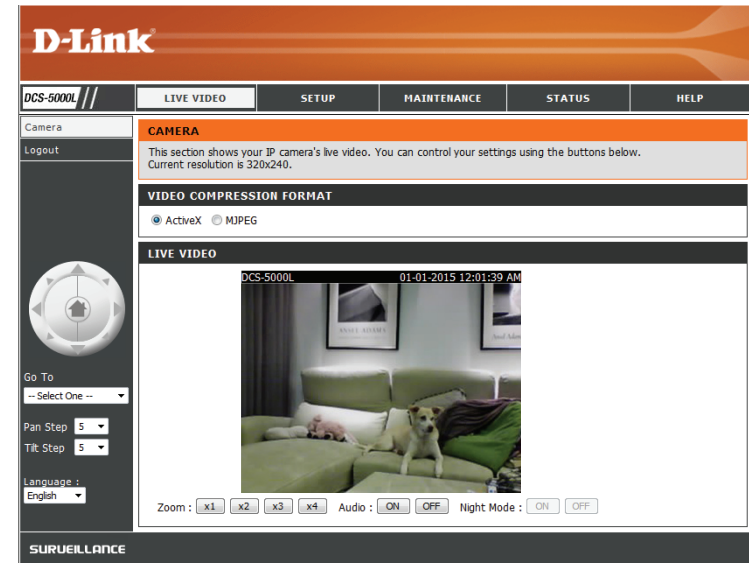 D-Link
DCS-5000L
LIVE VIDEO
SETUP
MAINTENANCE
STATUS
HELP
Camera
Logout
Go To
-- Select One --
Pan Step 5
Tilt Step 5
Language :
English
CAMERA
This section shows your IP camera's live video. You can control your settings using the buttons below.
Current resolution is 320x240.
VIDEO COMPRESSION FORMAT
ActiveX MJPEG
LIVE VIDEO
DCS-5000L 01-01-2015 12:01:39 AM
ANSEL ADAMS
Zoom : x1 x2 x3 x4 Audio : ON OFF Night Mode : ON OFF
SURVEILLANCE